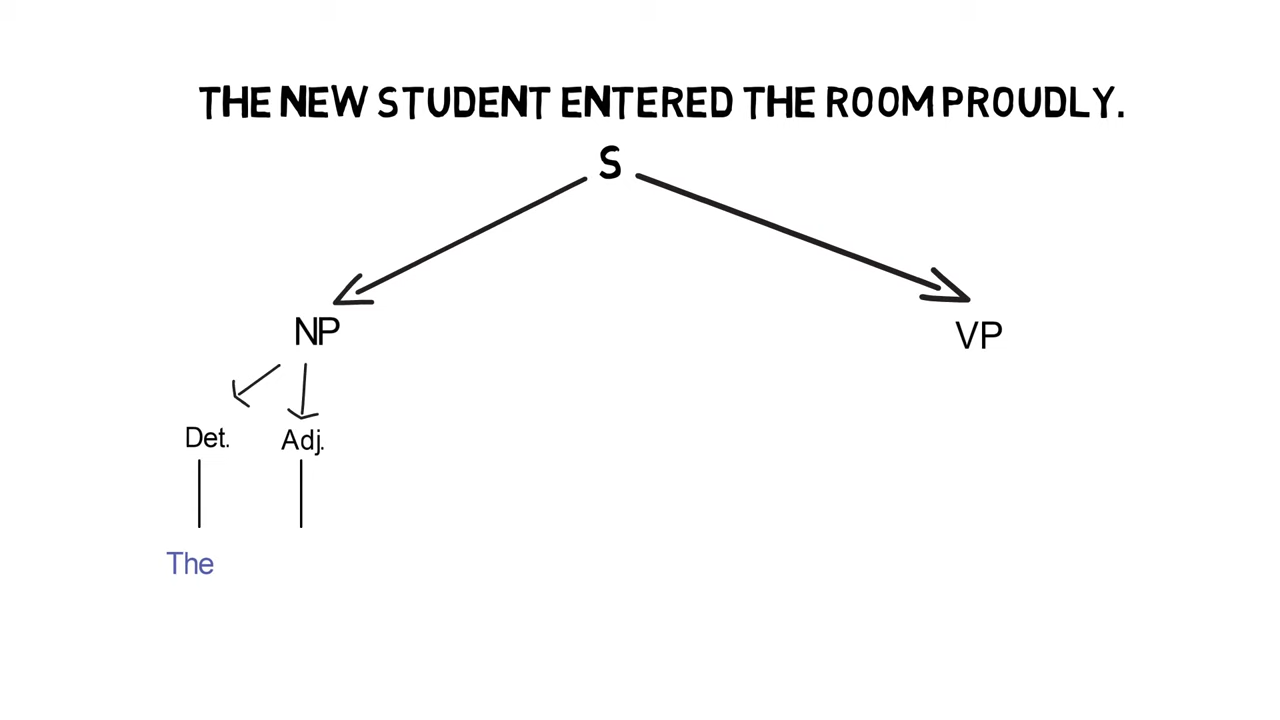 THE NEW STUDENT ENTERED THE ROOM PROUDLY.
S
NP VP
Det. Adj.
The